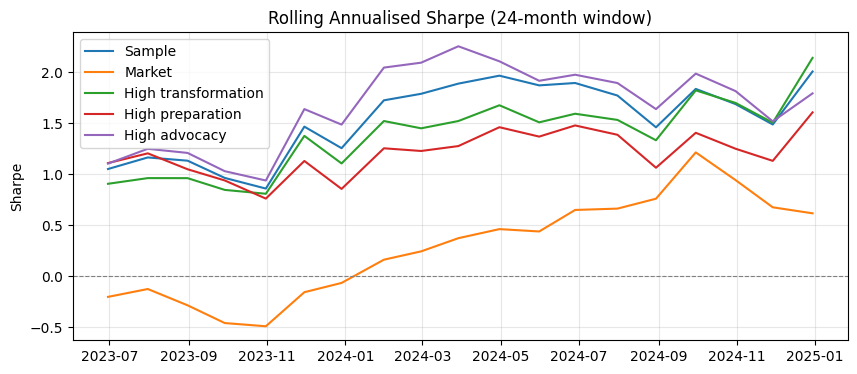 Rolling Annualised Sharpe (24-month window)
Sample
Market
High transformation
High preparation
High advocacy
Sharpe
2.0
1.5
1.0
0.5
0.0
−0.5
2023-07
2023-09
2023-11
2024-01
2024-03
2024-05
2024-07
2024-09
2024-11
2025-01